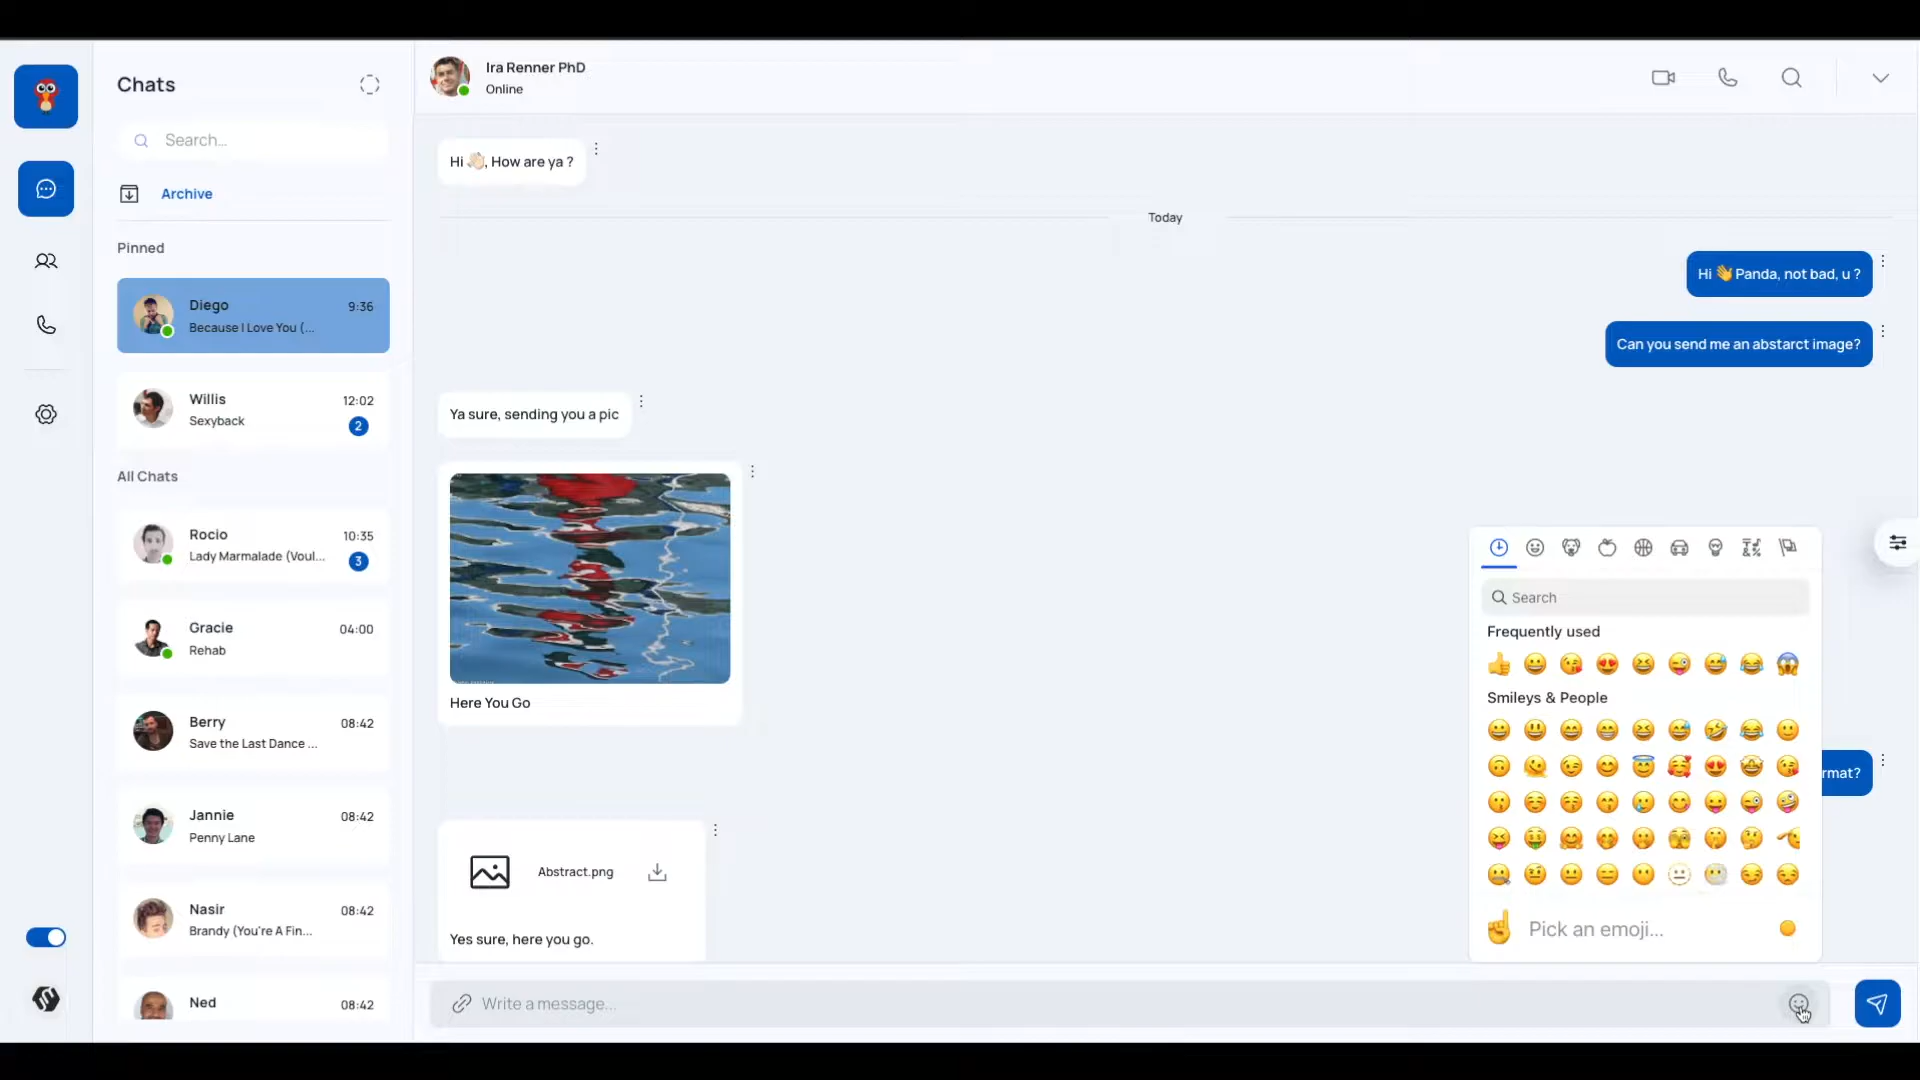 Chats
Search...
Archive
Pinned
Diego
9:36
Because I Love You (...
Willis
12:02
Sexyback
2
All Chats
Rocio
10:35
Lady Marmalade (Voul...
3
Gracie
04:00
Rehab
Berry
08:42
Save the Last Dance ...
Jannie
08:42
Penny Lane
Nasir
08:42
Brandy (You're A Fin...
Ned
08:42
Ira Renner PhD
Online
Hi 👋🏻, How are ya ?
Today
Hi 👋 Panda, not bad, u ?
Can you send me an abstarct image?
Ya sure, sending you a pic
Here You Go
rmat?
Abstract.png
Yes sure, here you go.
Write a message...
Search
Frequently used
Smileys & People
Pick an emoji...